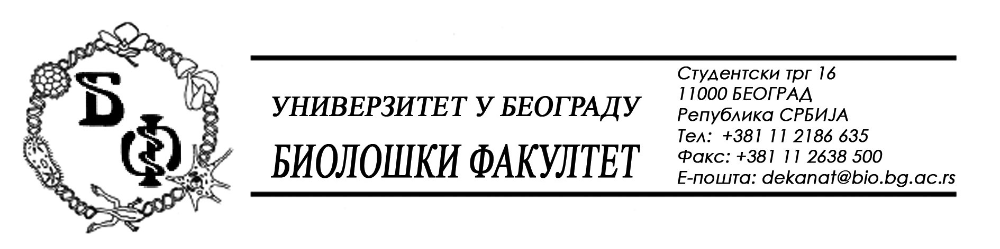 БФ
УНИВЕРЗИТЕТ У БЕОГРАДУ
БИОЛОШКИ ФАКУЛТЕТ
Студентски трг 16
11000 БЕОГРАД
Република СРБИЈА
Тел: +381 11 2186 635
Факс: +381 11 2638 500
Е-пошта: dekanat@bio.bg.ac.rs